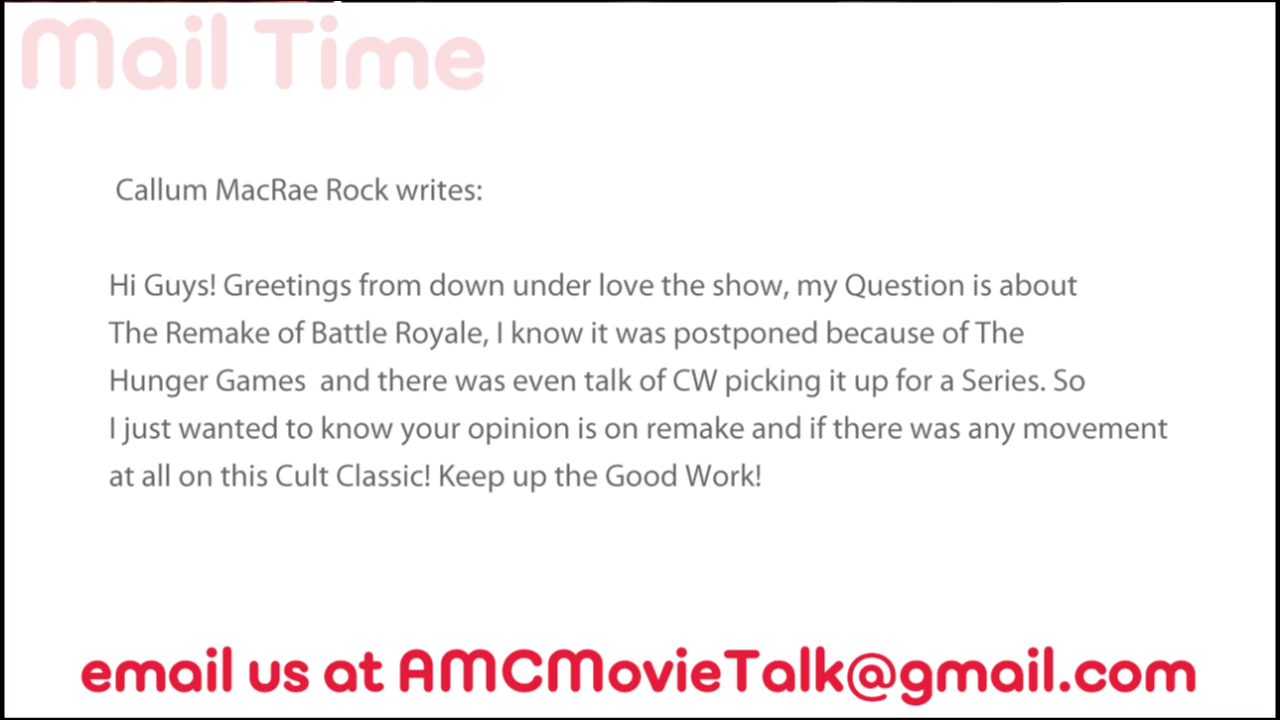 Mail Time
Callum MacRae Rock writes:
Hi Guys! Greetings from down under love the show, my Question is about
The Remake of Battle Royale, I know it was postponed because of The
Hunger Games  and there was even talk of CW picking it up for a Series. So
I just wanted to know your opinion is on remake and if there was any movement
at all on this Cult Classic! Keep up the Good Work!
email us at AMCMovieTalk@gmail.com